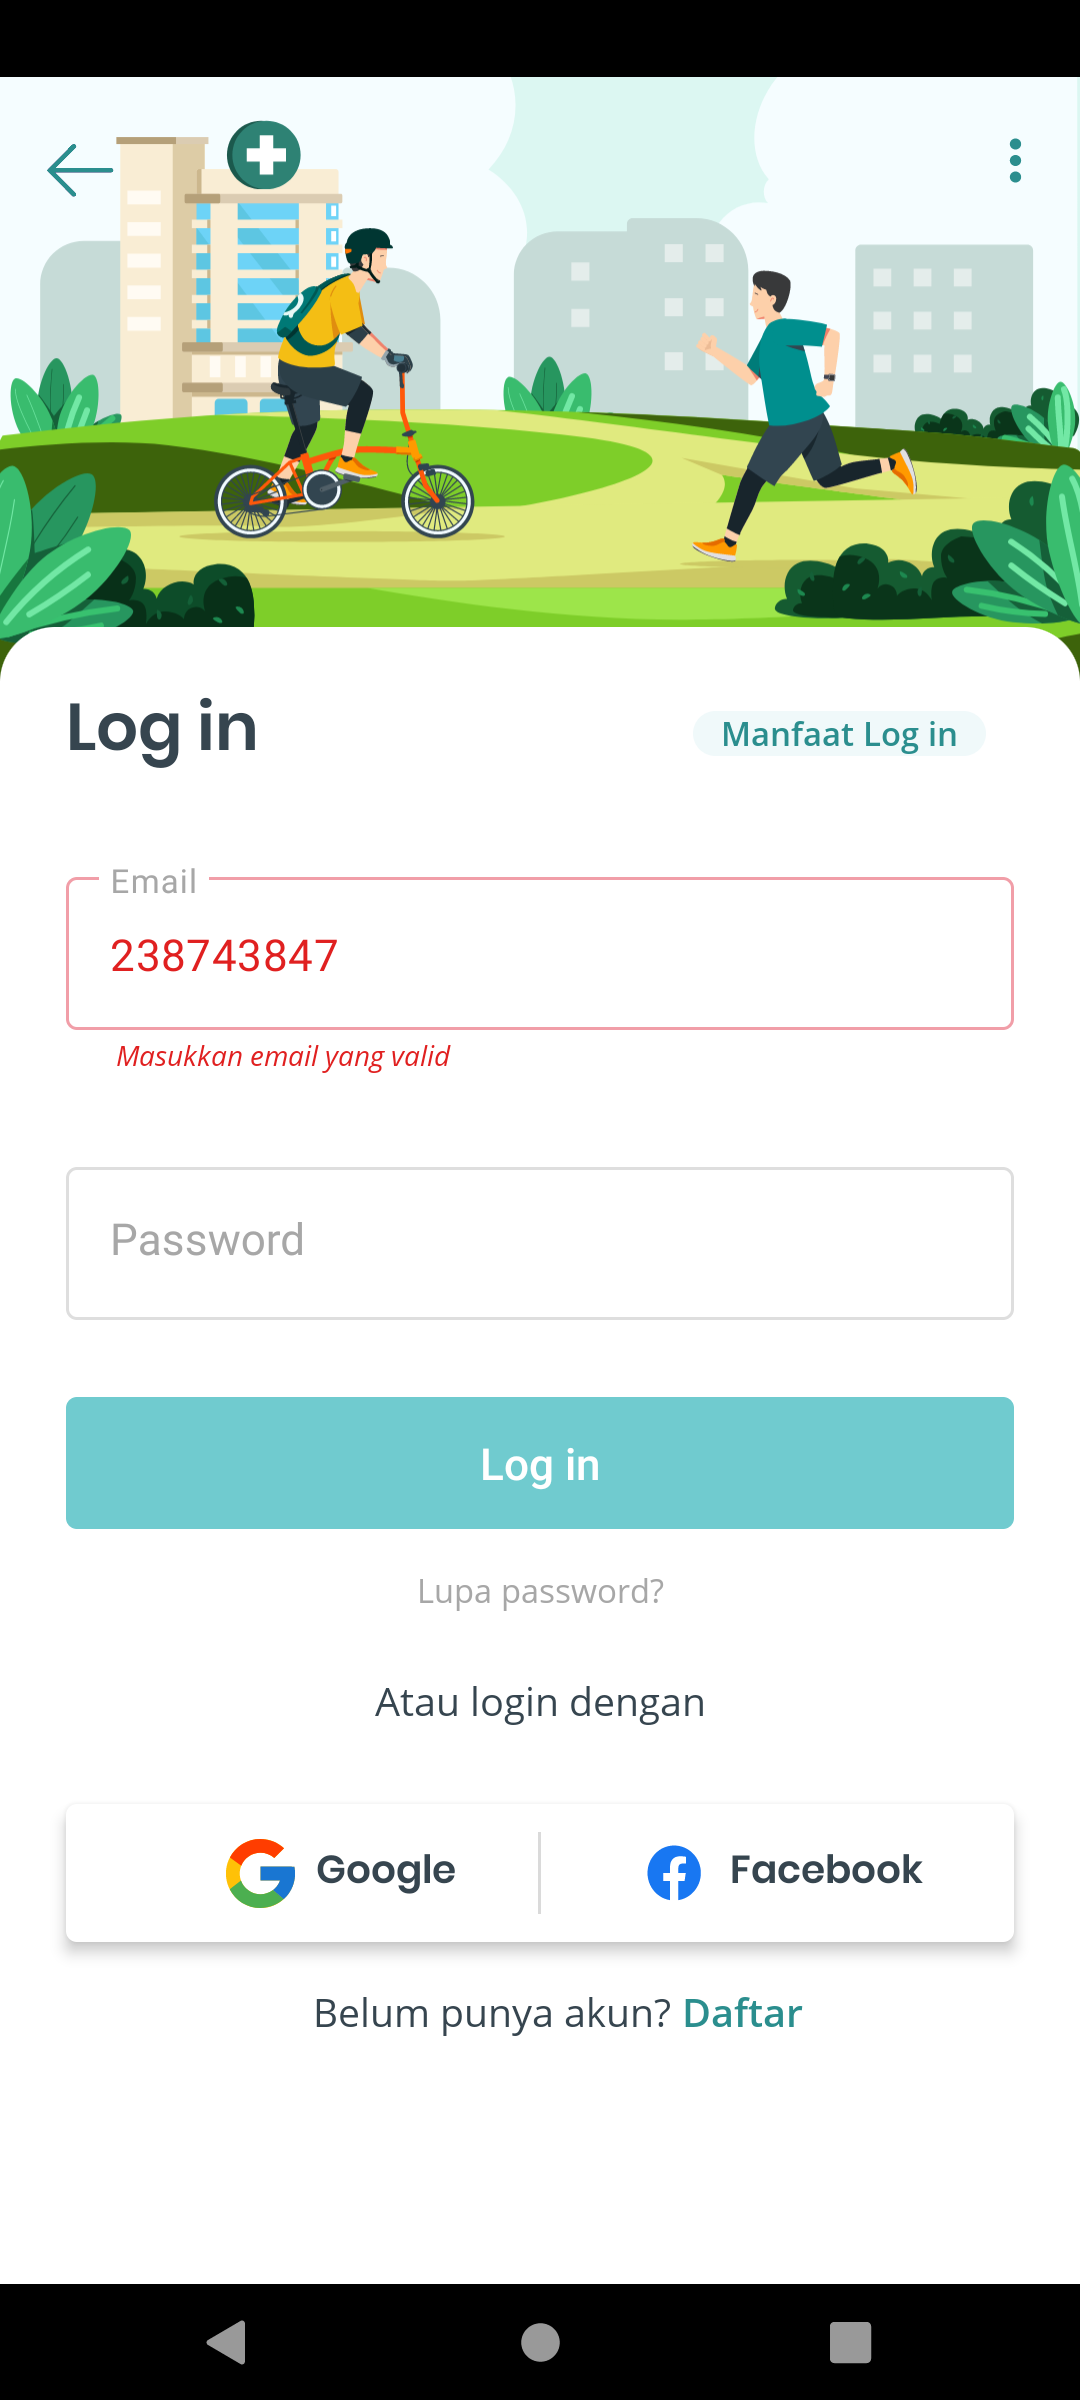 Log in
Manfaat Log in
Email
238743847
Masukkan email yang valid
Password
Log in
Lupa password?
Atau login dengan
Google
Facebook
Belum punya akun? Daftar